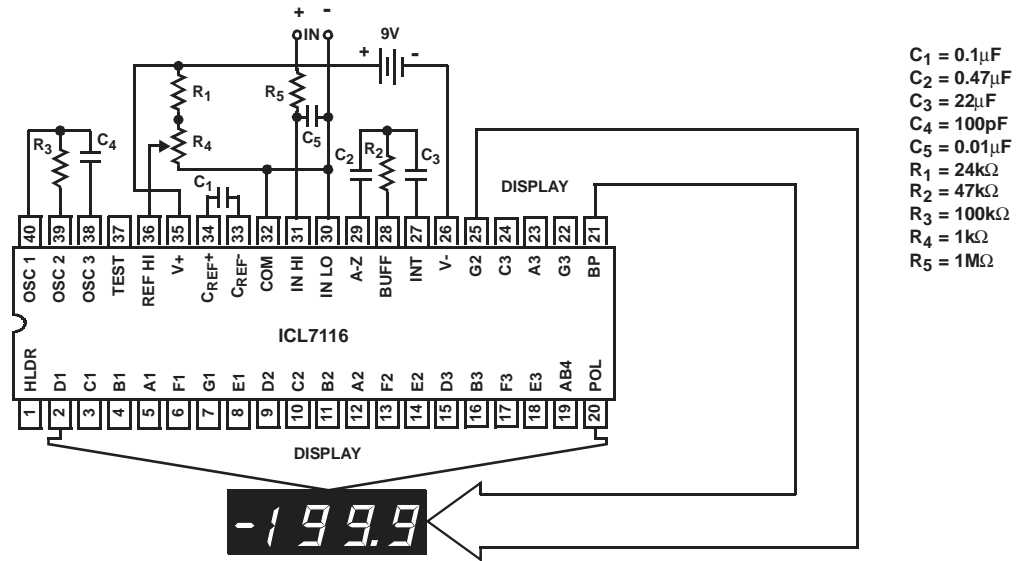 + -
IN
9V
+ -
R1
R5
C5
R4
R3
C4
C1
C2
R2
C3
DISPLAY
40 39 38 37 36 35 34 33 32 31 30 29 28 27 26 25 24 23 22 21
OSC 1
OSC 2
OSC 3
TEST
REF HI
V+
CREF+
CREF-
COM
IN HI
IN LO
A-Z
BUFF
INT
V-
G2
C3
A3
G3
BP
ICL7116
HLDR
D1
C1
B1
A1
F1
G1
E1
D2
C2
B2
A2
F2
E2
D3
B3
F3
E3
AB4
POL
1 2 3 4 5 6 7 8 9 10 11 12 13 14 15 16 17 18 19 20
DISPLAY
-199.9
C1 = 0.1μF
C2 = 0.47μF
C3 = 22μF
C4 = 100pF
C5 = 0.01μF
R1 = 24kΩ
R2 = 47kΩ
R3 = 100kΩ
R4 = 1kΩ
R5 = 1MΩ